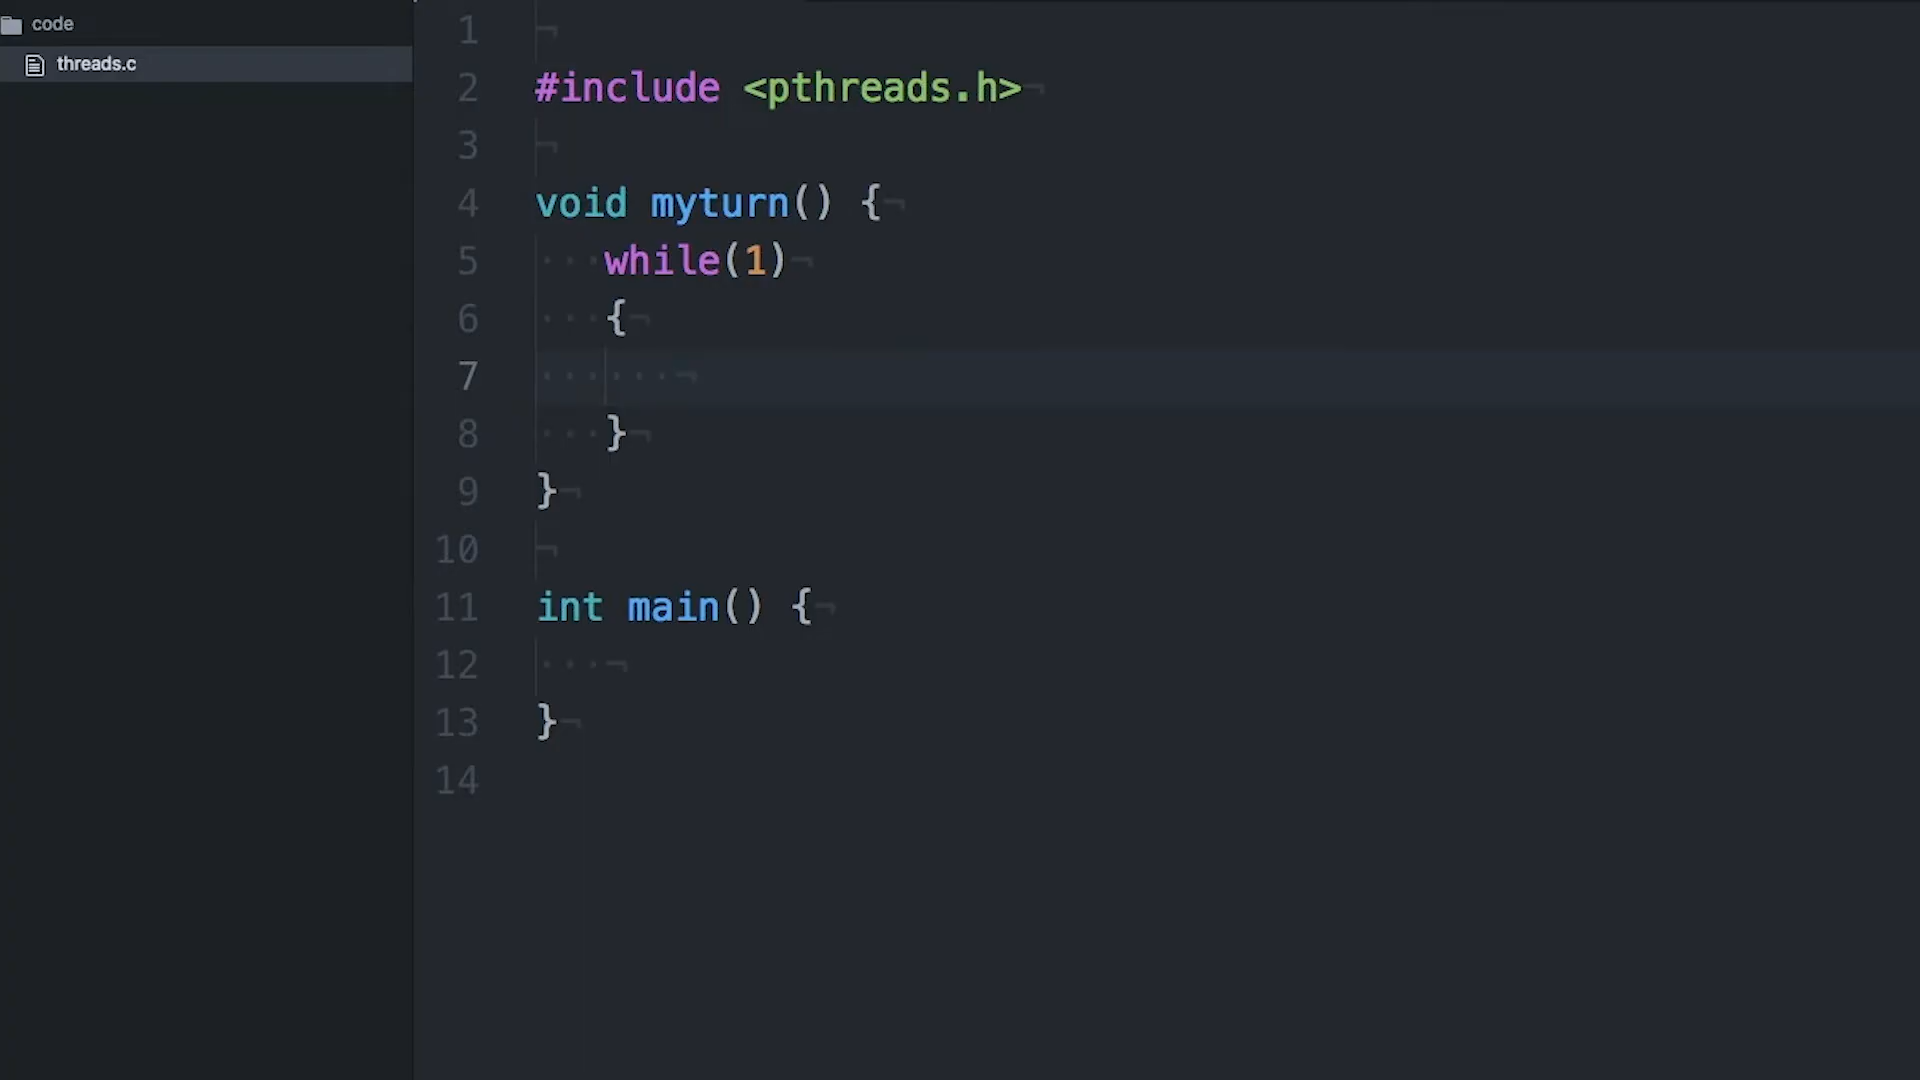 code
threads.c
1
2 #include <pthreads.h>
3
4 void myturn() {
5 while(1)
6 {
7
8 }
9 }
10
11 int main() {
12
13 }
14